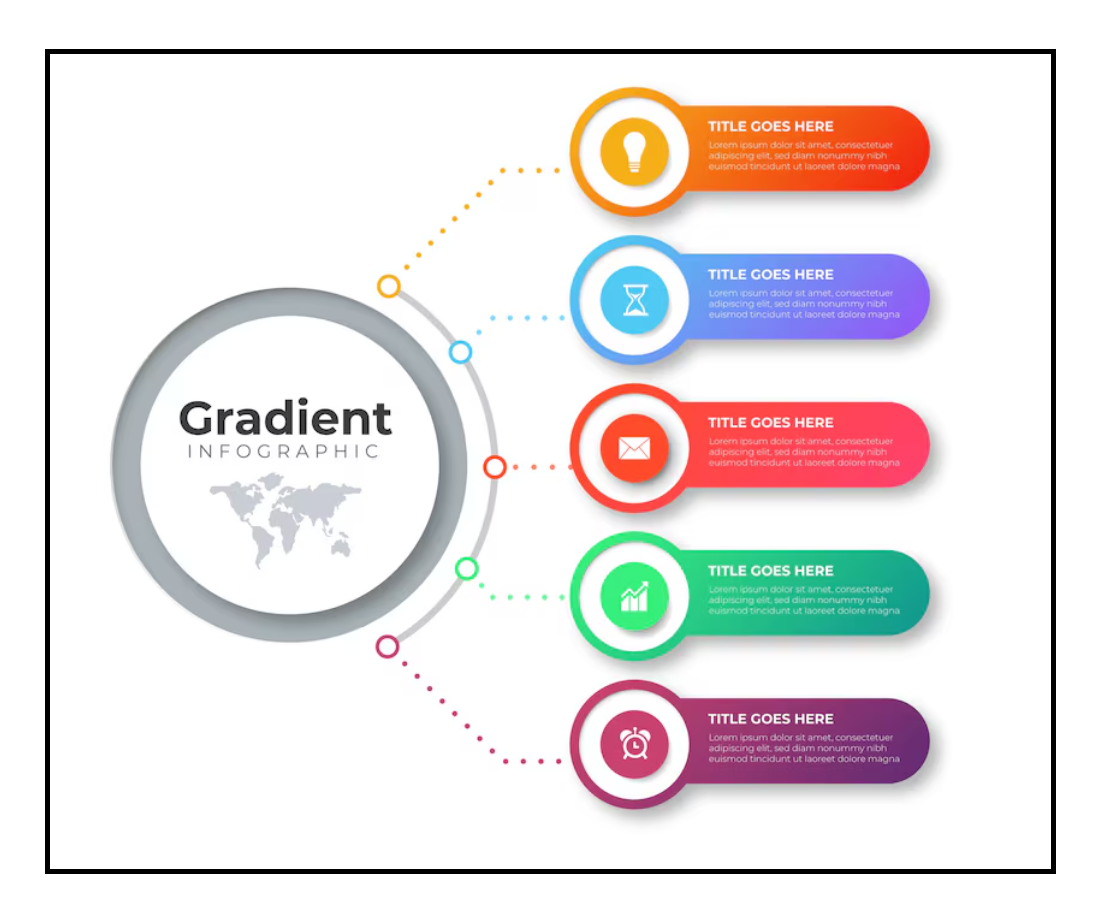 Gradient
INFOGRAPHIC
TITLE GOES HERE
Lorem ipsum dolor sit amet, consectetuer
adipiscing elit, sed diam nonummy nibh
euismod tincidunt ut laoreet dolore magna
TITLE GOES HERE
Lorem ipsum dolor sit amet, consectetuer
adipiscing elit, sed diam nonummy nibh
euismod tincidunt ut laoreet dolore magna
TITLE GOES HERE
Lorem ipsum dolor sit amet, consectetuer
adipiscing elit, sed diam nonummy nibh
euismod tincidunt ut laoreet dolore magna
TITLE GOES HERE
Lorem ipsum dolor sit amet, consectetuer
adipiscing elit, sed diam nonummy nibh
euismod tincidunt ut laoreet dolore magna
TITLE GOES HERE
Lorem ipsum dolor sit amet, consectetuer
adipiscing elit, sed diam nonummy nibh
euismod tincidunt ut laoreet dolore magna